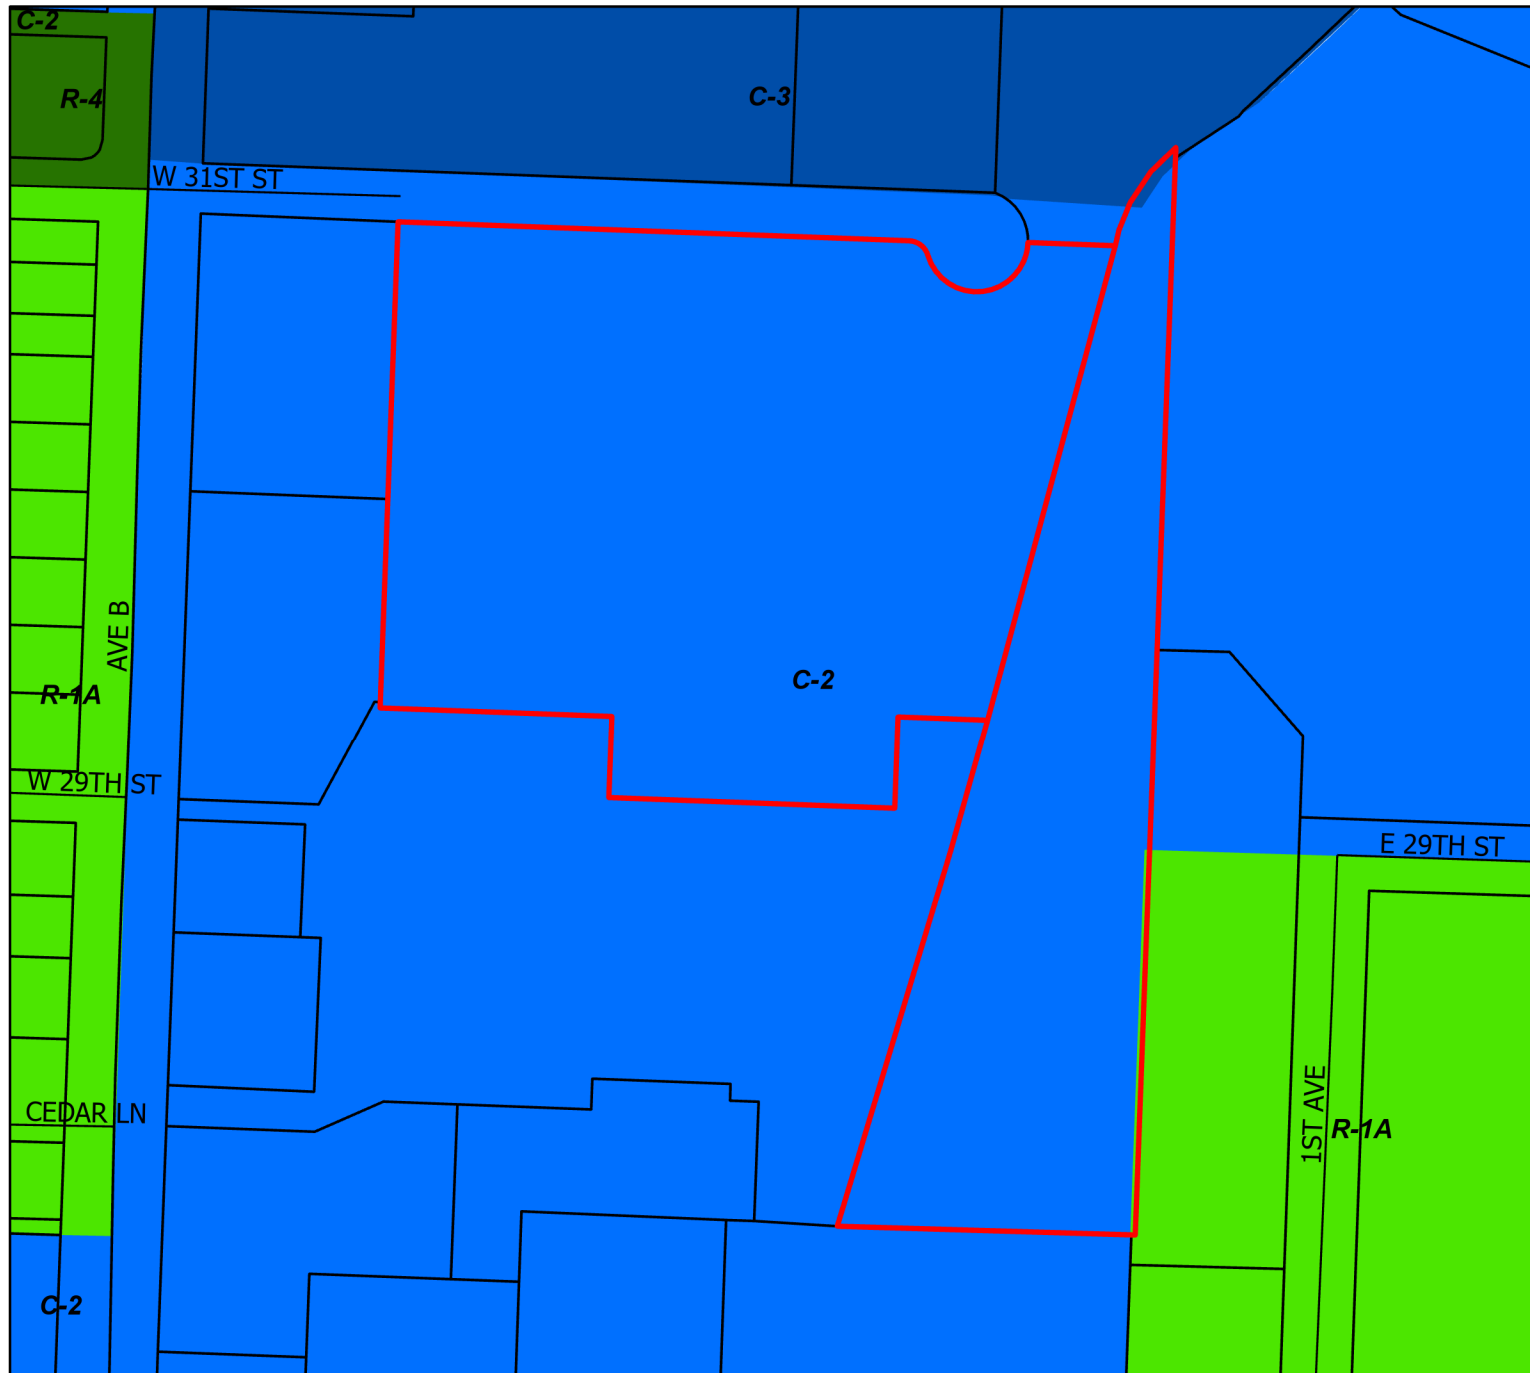 C-2
R-4
C-3
W 31ST ST
AVE B
C-2
R-1A
W 29TH ST
E 29TH ST
CEDAR LN
1ST AVE
R-1A
C-2